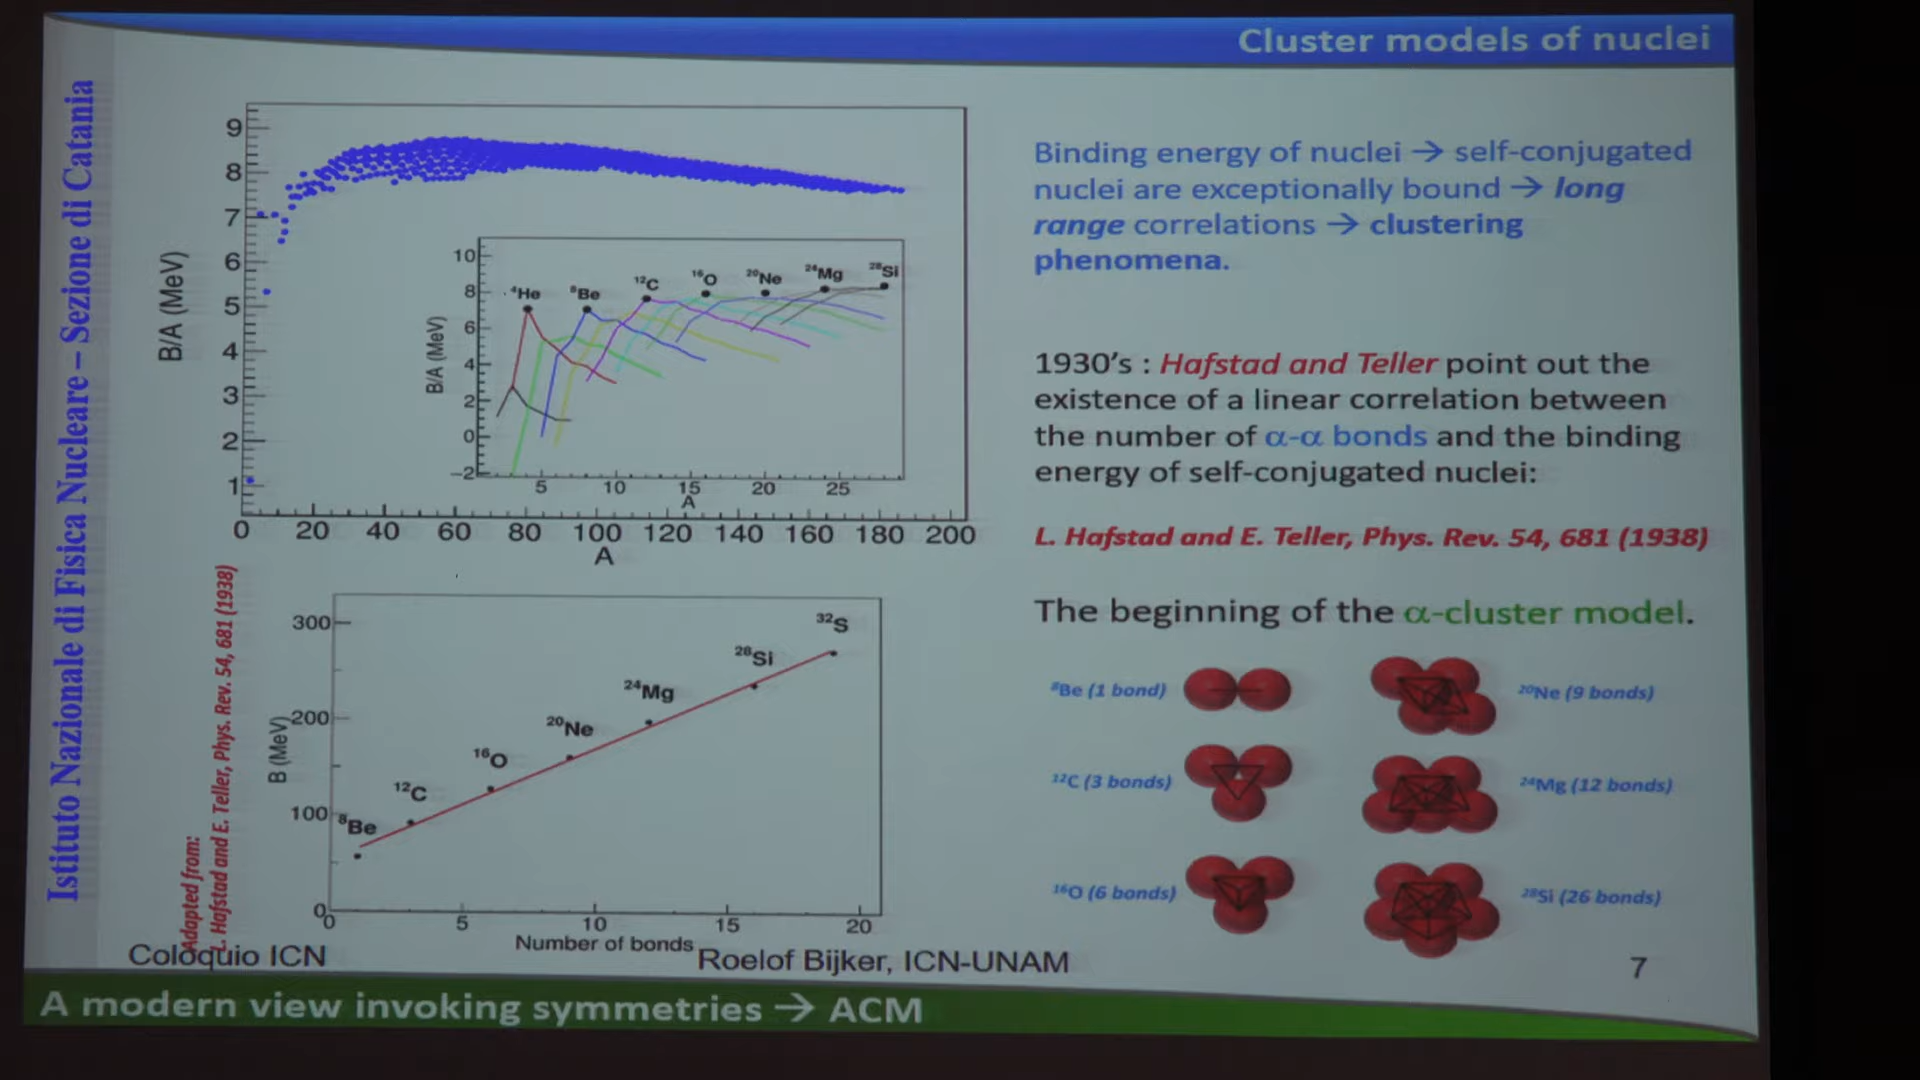 Cluster models of nuclei
Istituto Nazionale di Fisica Nucleare – Sezione di Catania
B/A (MeV)
9
8
7
6
5
4
3
2
1
0 20 40 60 80 100 120 140 160 180 200
A
B/A (MeV)
10
8
6
4
2
0
−2
⁴He ⁸Be ¹²C ¹⁶O ²⁰Ne ²⁴Mg ²⁸Si
5 10 15 20 25
A
Binding energy of nuclei → self-conjugated
nuclei are exceptionally bound → long
range correlations → clustering
phenomena.
1930's : Hafstad and Teller point out the
existence of a linear correlation between
the number of α-α bonds and the binding
energy of self-conjugated nuclei:
L. Hafstad and E. Teller, Phys. Rev. 54, 681 (1938)
The beginning of the α-cluster model.
Adapted from:
L. Hafstad and E. Teller, Phys. Rev. 54, 681 (1938)
B (MeV)
300
200
100
0
⁸Be ¹²C ¹⁶O ²⁰Ne ²⁴Mg ²⁸Si ³²S
0 5 10 15 20
Number of bonds
⁸Be (1 bond)
²⁰Ne (9 bonds)
¹²C (3 bonds)
²⁴Mg (12 bonds)
¹⁶O (6 bonds)
²⁸Si (26 bonds)
Coloquio ICN
Roelof Bijker, ICN-UNAM
7
A modern view invoking symmetries → ACM